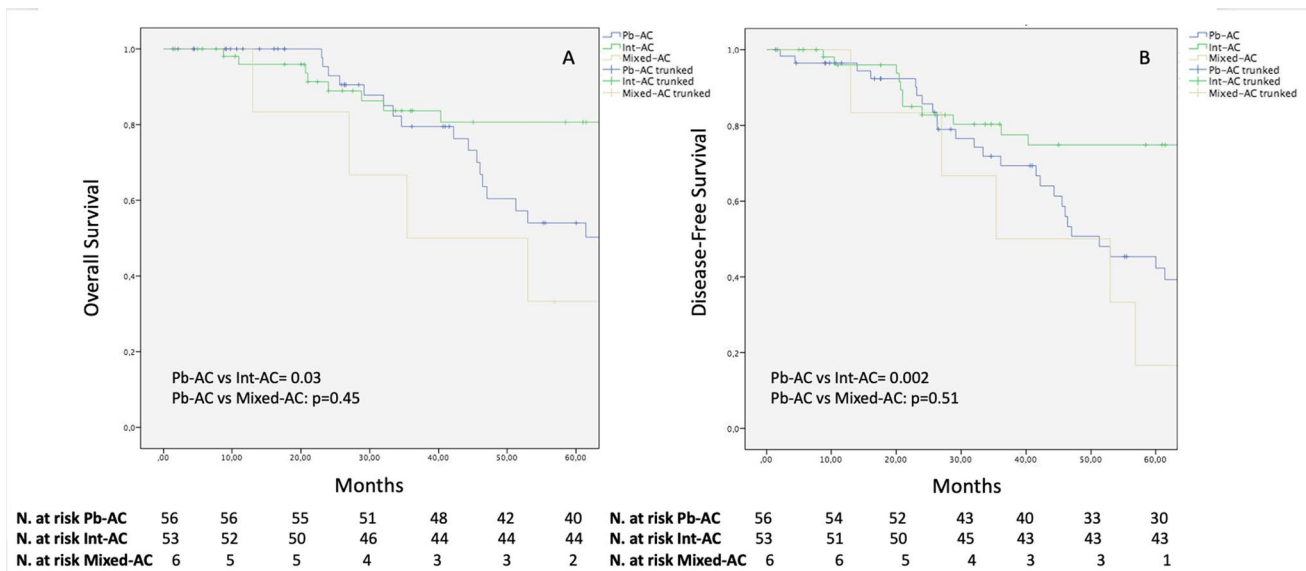 A
1,0
0,8
0,6
0,4
0,2
0,0
Overall Survival
Pb-AC vs Int-AC= 0.03
Pb-AC vs Mixed-AC: p=0.45
,00 10,00 20,00 30,00 40,00 50,00 60,00
Months
Pb-AC
Int-AC
Mixed-AC
Pb-AC trunked
Int-AC trunked
Mixed-AC trunked
N. at risk Pb-AC 56 56 55 51 48 42 40
N. at risk Int-AC 53 52 50 46 44 44 44
N. at risk Mixed-AC 6 5 5 4 3 3 2
B
1,0
0,8
0,6
0,4
0,2
0,0
Disease-Free Survival
Pb-AC vs Int-AC= 0.002
Pb-AC vs Mixed-AC: p=0.51
,00 10,00 20,00 30,00 40,00 50,00 60,00
Months
Pb-AC
Int-AC
Mixed-AC
Pb-AC trunked
Int-AC trunked
Mixed-AC trunked
N. at risk Pb-AC 56 54 52 43 40 33 30
N. at risk Int-AC 53 51 50 45 43 43 43
N. at risk Mixed-AC 6 6 5 4 3 3 1